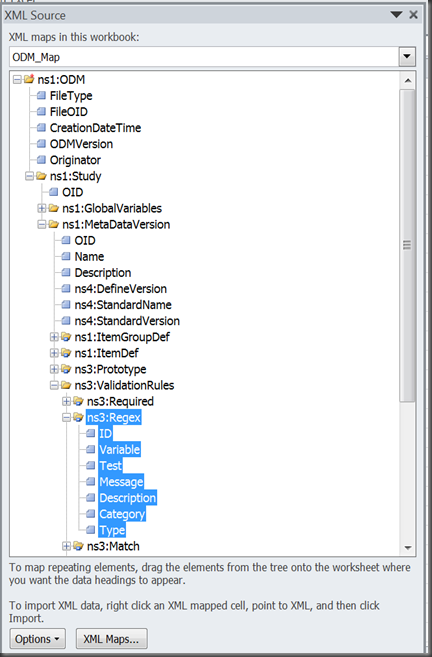 XML Source
XML maps in this workbook:
ODM_Map
ns1:ODM
FileType
FileOID
CreationDateTime
ODMVersion
Originator
ns1:Study
OID
ns1:GlobalVariables
ns1:MetaDataVersion
OID
Name
Description
ns4:DefineVersion
ns4:StandardName
ns4:StandardVersion
ns1:ItemGroupDef
ns1:ItemDef
ns3:Prototype
ns3:ValidationRules
ns3:Required
ns3:Regex
ID
Variable
Test
Message
Description
Category
Type
ns3:Match
To map repeating elements, drag the elements from the tree onto the worksheet where
you want the data headings to appear.
To import XML data, right click an XML mapped cell, point to XML, and then click
Import.
Options XML Maps...